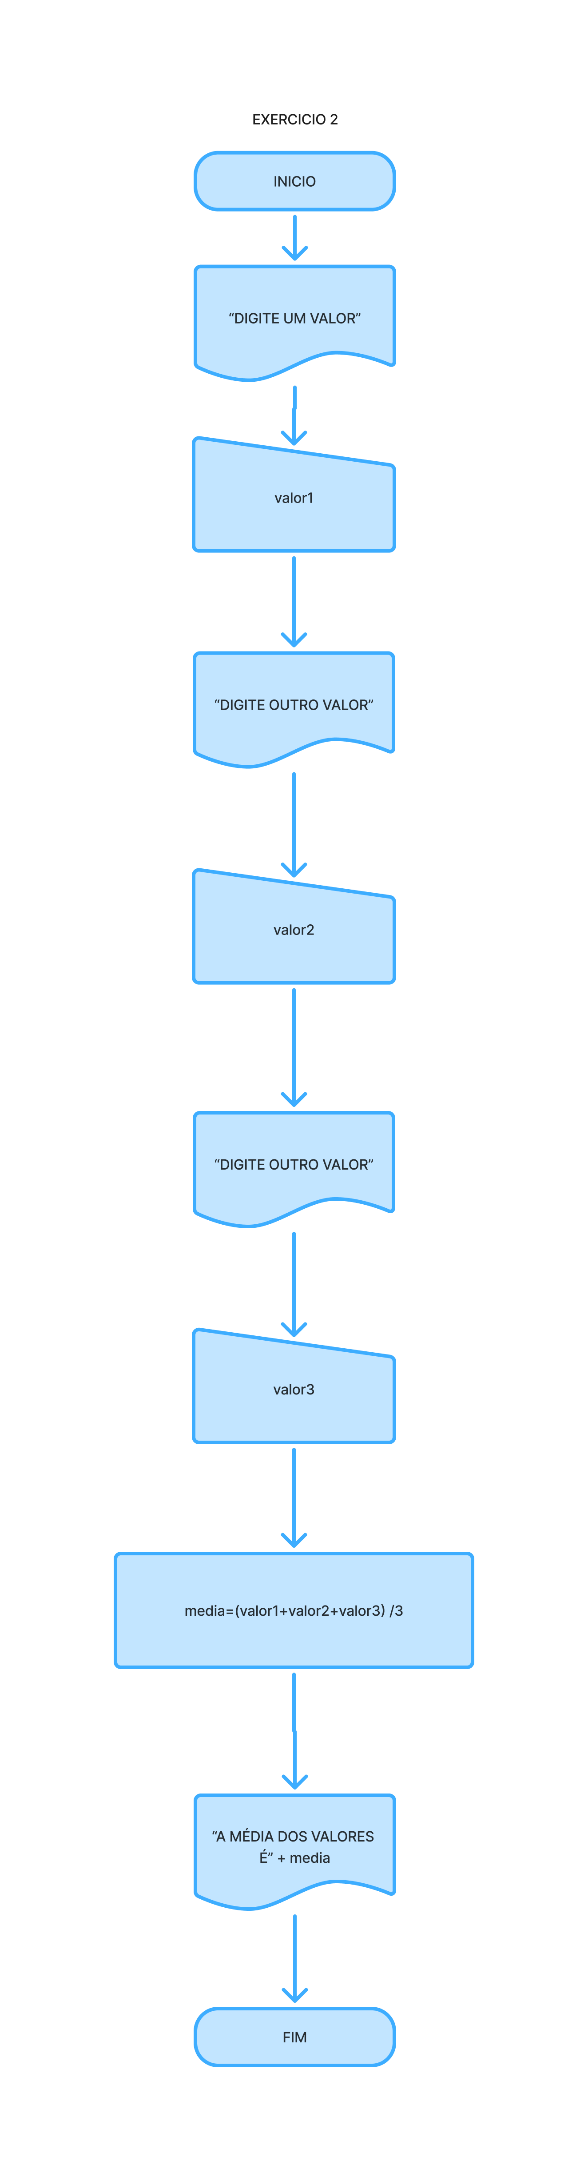 EXERCICIO 2
INICIO
“DIGITE UM VALOR”
valor1
“DIGITE OUTRO VALOR”
valor2
“DIGITE OUTRO VALOR”
valor3
media=(valor1+valor2+valor3) /3
“A MÉDIA DOS VALORES
É” + media
FIM